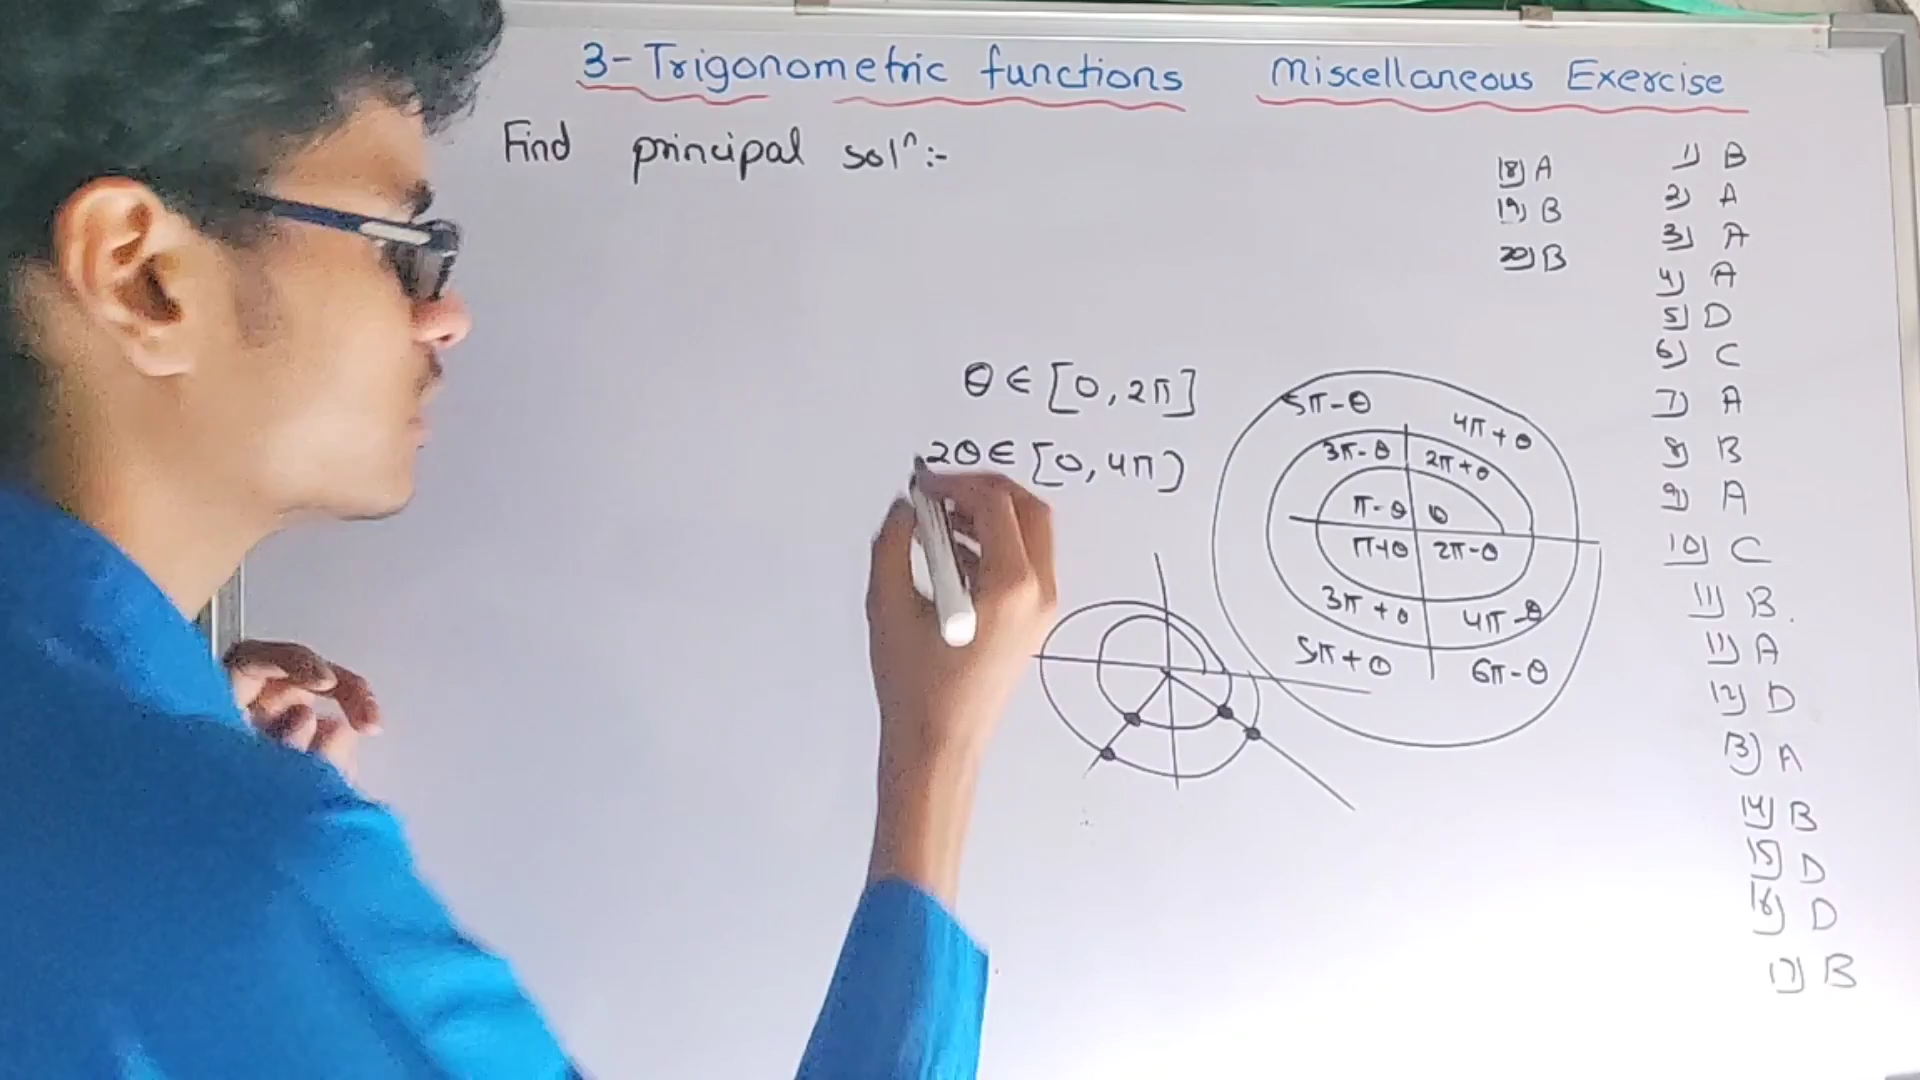 3-Trigonometric functions Miscellaneous Exercise
Find principal solⁿ:-
18) A
19) B
20) B
1) B
2) A
3) A
4) A
5) D
6) C
7) A
8) B
9) A
10) C
11) B.
11) A
12) D
13) A
14) B
15) D
16) D
17) B
θ ∈ [0, 2π]
2θ ∈ [0, 4π]
5π-θ 4π+θ
3π-θ 2π+θ
π-θ θ
π+θ 2π-θ
3π+θ 4π-θ
5π+θ 6π-θ